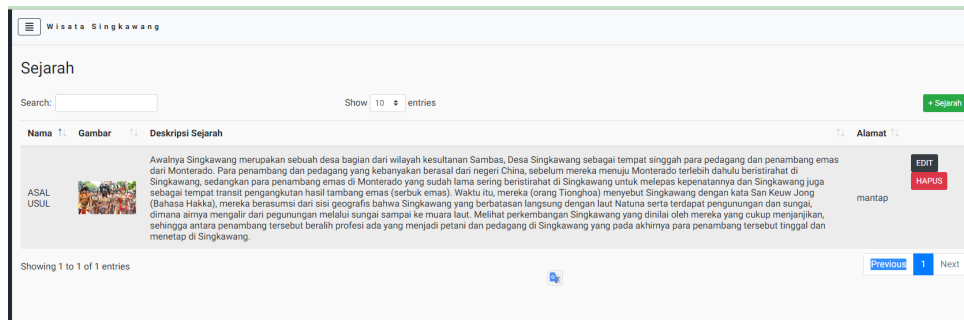 Wisata Singkawang
Sejarah
Search:
Show 10 entries
+ Sejarah
Nama Gambar Deskripsi Sejarah Alamat
Awalnya Singkawang merupakan sebuah desa bagian dari wilayah kesultanan Sambas, Desa Singkawang sebagai tempat singgah para pedagang dan penambang emas
dari Monterado. Para penambang dan pedagang yang kebanyakan berasal dari negeri China, sebelum mereka menuju Monterado terlebih dahulu beristirahat di
Singkawang, sedangkan para penambang emas di Monterado yang sudah lama sering beristirahat di Singkawang untuk melepas kepenatannya dan Singkawang juga
sebagai tempat transit pengangkutan hasil tambang emas (serbuk emas). Waktu itu, mereka (orang Tionghoa) menyebut Singkawang dengan kata San Keuw Jong
(Bahasa Hakka), mereka berasumsi dari sisi geografis bahwa Singkawang yang berbatasan langsung dengan laut Natuna serta terdapat pengunungan dan sungai,
dimana airnya mengalir dari pegunungan melalui sungai sampai ke muara laut. Melihat perkembangan Singkawang yang dinilai oleh mereka yang cukup menjanjikan,
sehingga antara penambang tersebut beralih profesi ada yang menjadi petani dan pedagang di Singkawang yang pada akhirnya para penambang tersebut tinggal dan
menetap di Singkawang.
ASAL
USUL
mantap
EDIT
HAPUS
Showing 1 to 1 of 1 entries
Previous 1 Next